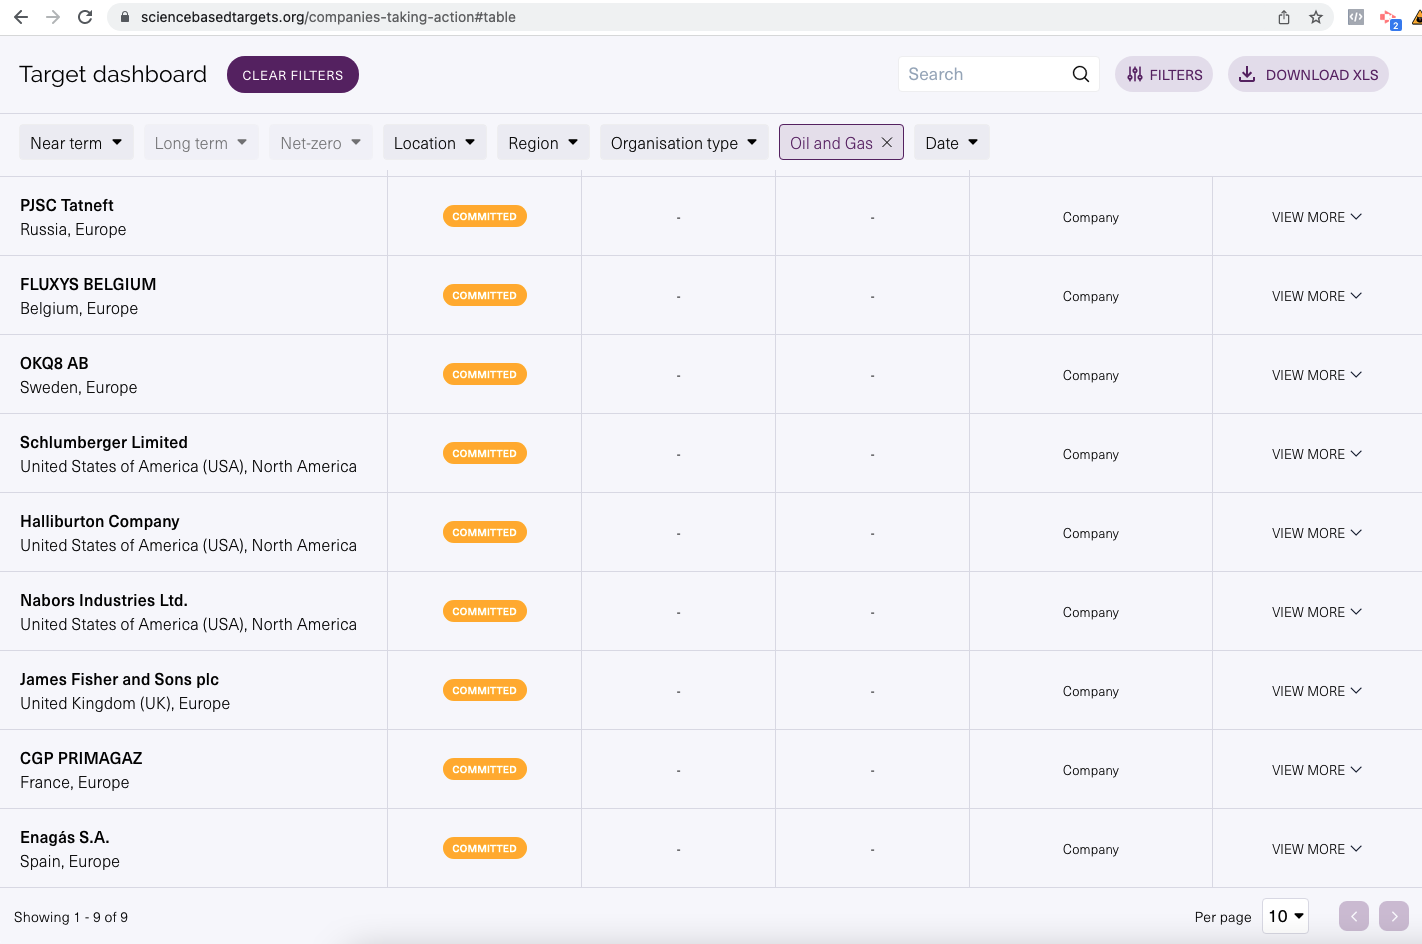 sciencebasedtargets.org/companies-taking-action#table
2
Target dashboard
CLEAR FILTERS
Search
FILTERS
DOWNLOAD XLS
Near term
Long term
Net-zero
Location
Region
Organisation type
Oil and Gas
Date
PJSC Tatneft
Russia, Europe
COMMITTED
-
-
Company
VIEW MORE
FLUXYS BELGIUM
Belgium, Europe
COMMITTED
-
-
Company
VIEW MORE
OKQ8 AB
Sweden, Europe
COMMITTED
-
-
Company
VIEW MORE
Schlumberger Limited
United States of America (USA), North America
COMMITTED
-
-
Company
VIEW MORE
Halliburton Company
United States of America (USA), North America
COMMITTED
-
-
Company
VIEW MORE
Nabors Industries Ltd.
United States of America (USA), North America
COMMITTED
-
-
Company
VIEW MORE
James Fisher and Sons plc
United Kingdom (UK), Europe
COMMITTED
-
-
Company
VIEW MORE
CGP PRIMAGAZ
France, Europe
COMMITTED
-
-
Company
VIEW MORE
Enagás S.A.
Spain, Europe
COMMITTED
-
-
Company
VIEW MORE
Showing 1 - 9 of 9
Per page
10